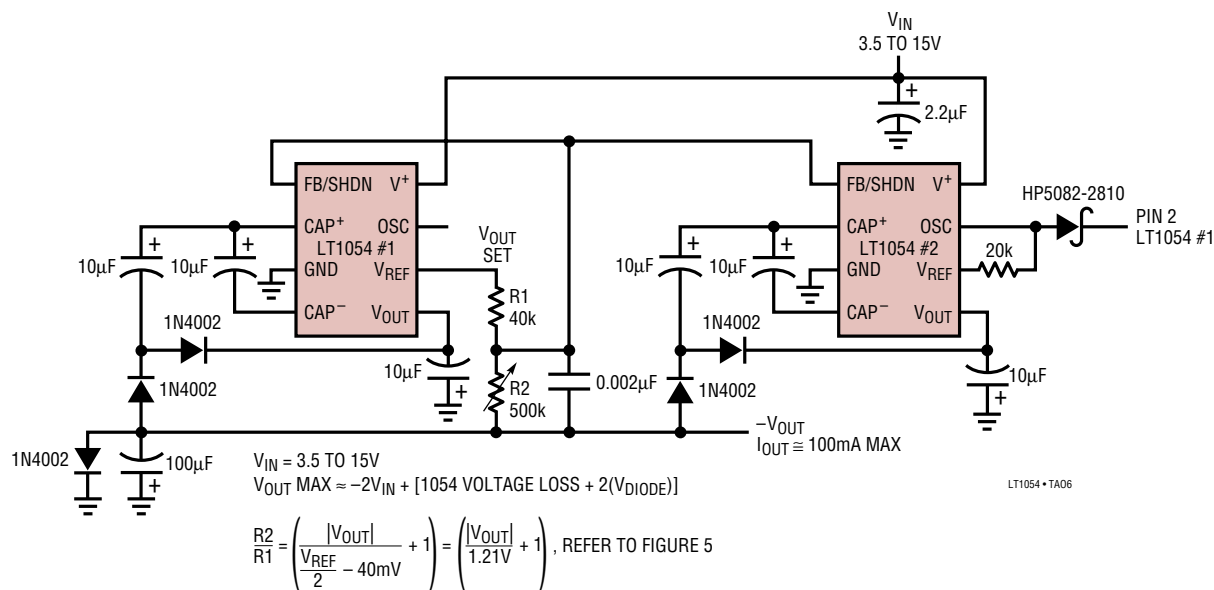 V_IN
3.5 TO 15V
+
2.2µF
FB/SHDN V⁺
CAP⁺ OSC
LT1054 #1
GND V_REF
CAP⁻ V_OUT
+
10µF
+
10µF
V_OUT
SET
R1
40k
R2
500k
0.002µF
1N4002
1N4002
10µF
+
1N4002
100µF
+
FB/SHDN V⁺
CAP⁺ OSC
LT1054 #2
GND V_REF
CAP⁻ V_OUT
HP5082-2810
PIN 2
LT1054 #1
20k
+
10µF
+
10µF
1N4002
1N4002
10µF
+
–V_OUT
I_OUT ≅ 100mA MAX
V_IN = 3.5 TO 15V
V_OUT MAX ≈ –2V_IN + [1054 VOLTAGE LOSS + 2(V_DIODE)]
R2/R1 = (|V_OUT| / (V_REF/2 – 40mV) + 1) = (|V_OUT|/1.21V + 1) , REFER TO FIGURE 5
LT1054 • TA06